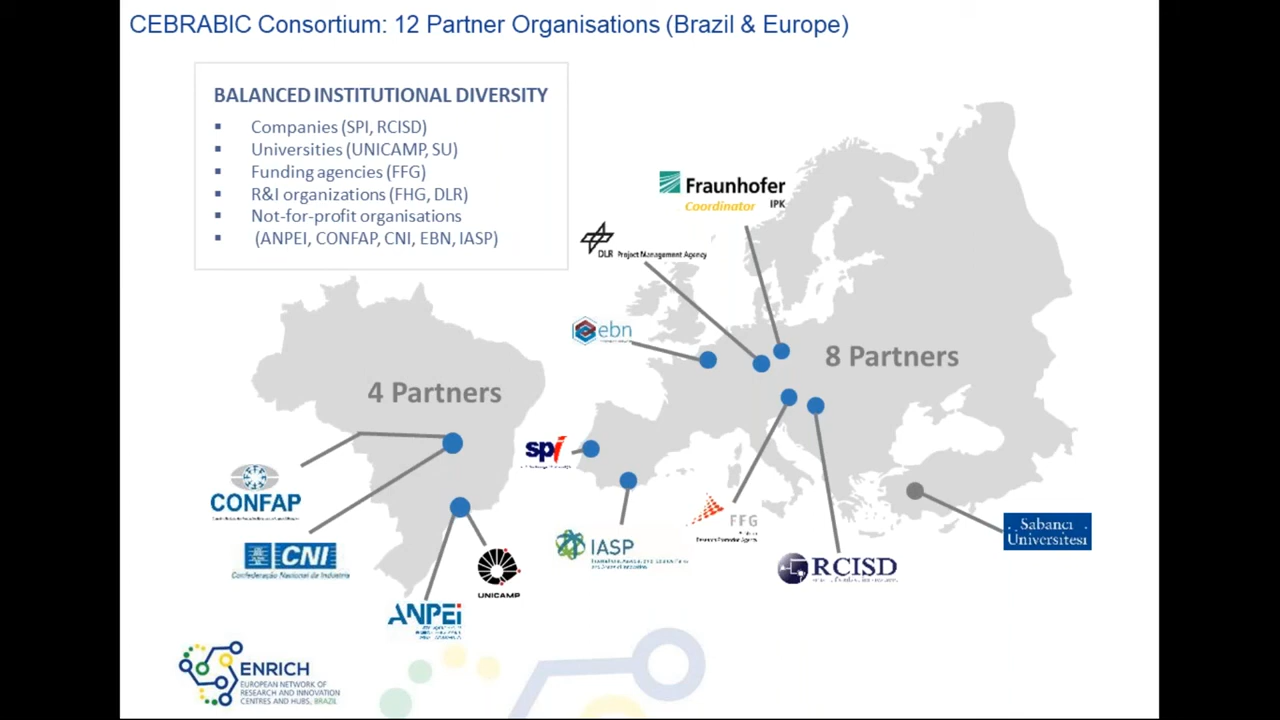 CEBRABIC Consortium: 12 Partner Organisations (Brazil & Europe)
BALANCED INSTITUTIONAL DIVERSITY
▪ Companies (SPI, RCISD)
▪ Universities (UNICAMP, SU)
▪ Funding agencies (FFG)
▪ R&I organizations (FHG, DLR)
▪ Not-for-profit organisations
▪ (ANPEI, CONFAP, CNI, EBN, IASP)
Fraunhofer
Coordinator IPK
DLR Project Management Agency
ebn
8 Partners
4 Partners
spi
CONFAP
CNI
Confederação Nacional da Indústria
UNICAMP
ANPEi
IASP
FFG
Research Promotion Agency
RCISD
Sabancı
Üniversitesi
ENRICH
EUROPEAN NETWORK OF
RESEARCH AND INNOVATION
CENTRES AND HUBS, BRAZIL